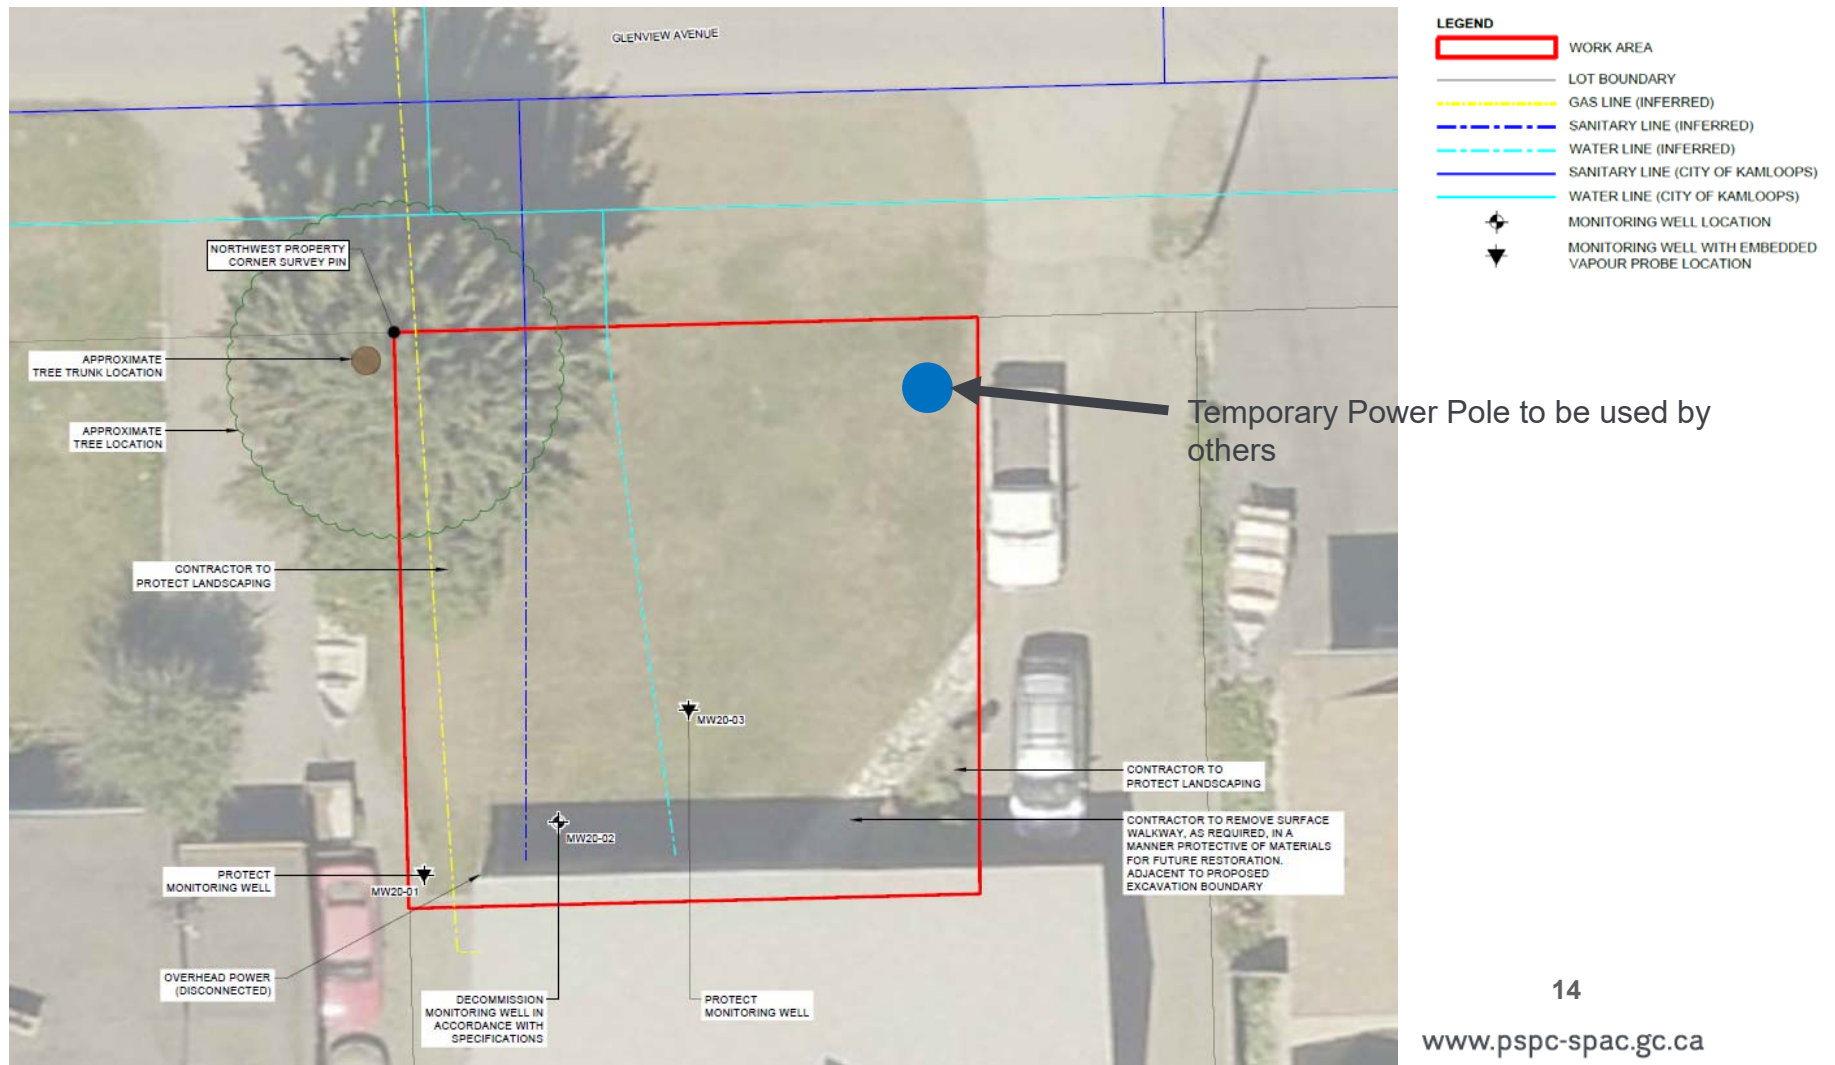 GLENVIEW AVENUE
NORTHWEST PROPERTY
CORNER SURVEY PIN
APPROXIMATE
TREE TRUNK LOCATION
APPROXIMATE
TREE LOCATION
CONTRACTOR TO
PROTECT LANDSCAPING
MW20-03
MW20-02
PROTECT
MONITORING WELL
MW20-01
OVERHEAD POWER
(DISCONNECTED)
DECOMMISSION
MONITORING WELL IN
ACCORDANCE WITH
SPECIFICATIONS
PROTECT
MONITORING WELL
CONTRACTOR TO
PROTECT LANDSCAPING
CONTRACTOR TO REMOVE SURFACE
WALKWAY, AS REQUIRED, IN A
MANNER PROTECTIVE OF MATERIALS
FOR FUTURE RESTORATION.
ADJACENT TO PROPOSED
EXCAVATION BOUNDARY
Temporary Power Pole to be used by
others
LEGEND
WORK AREA
LOT BOUNDARY
GAS LINE (INFERRED)
SANITARY LINE (INFERRED)
WATER LINE (INFERRED)
SANITARY LINE (CITY OF KAMLOOPS)
WATER LINE (CITY OF KAMLOOPS)
MONITORING WELL LOCATION
MONITORING WELL WITH EMBEDDED
VAPOUR PROBE LOCATION
14
www.pspc-spac.gc.ca